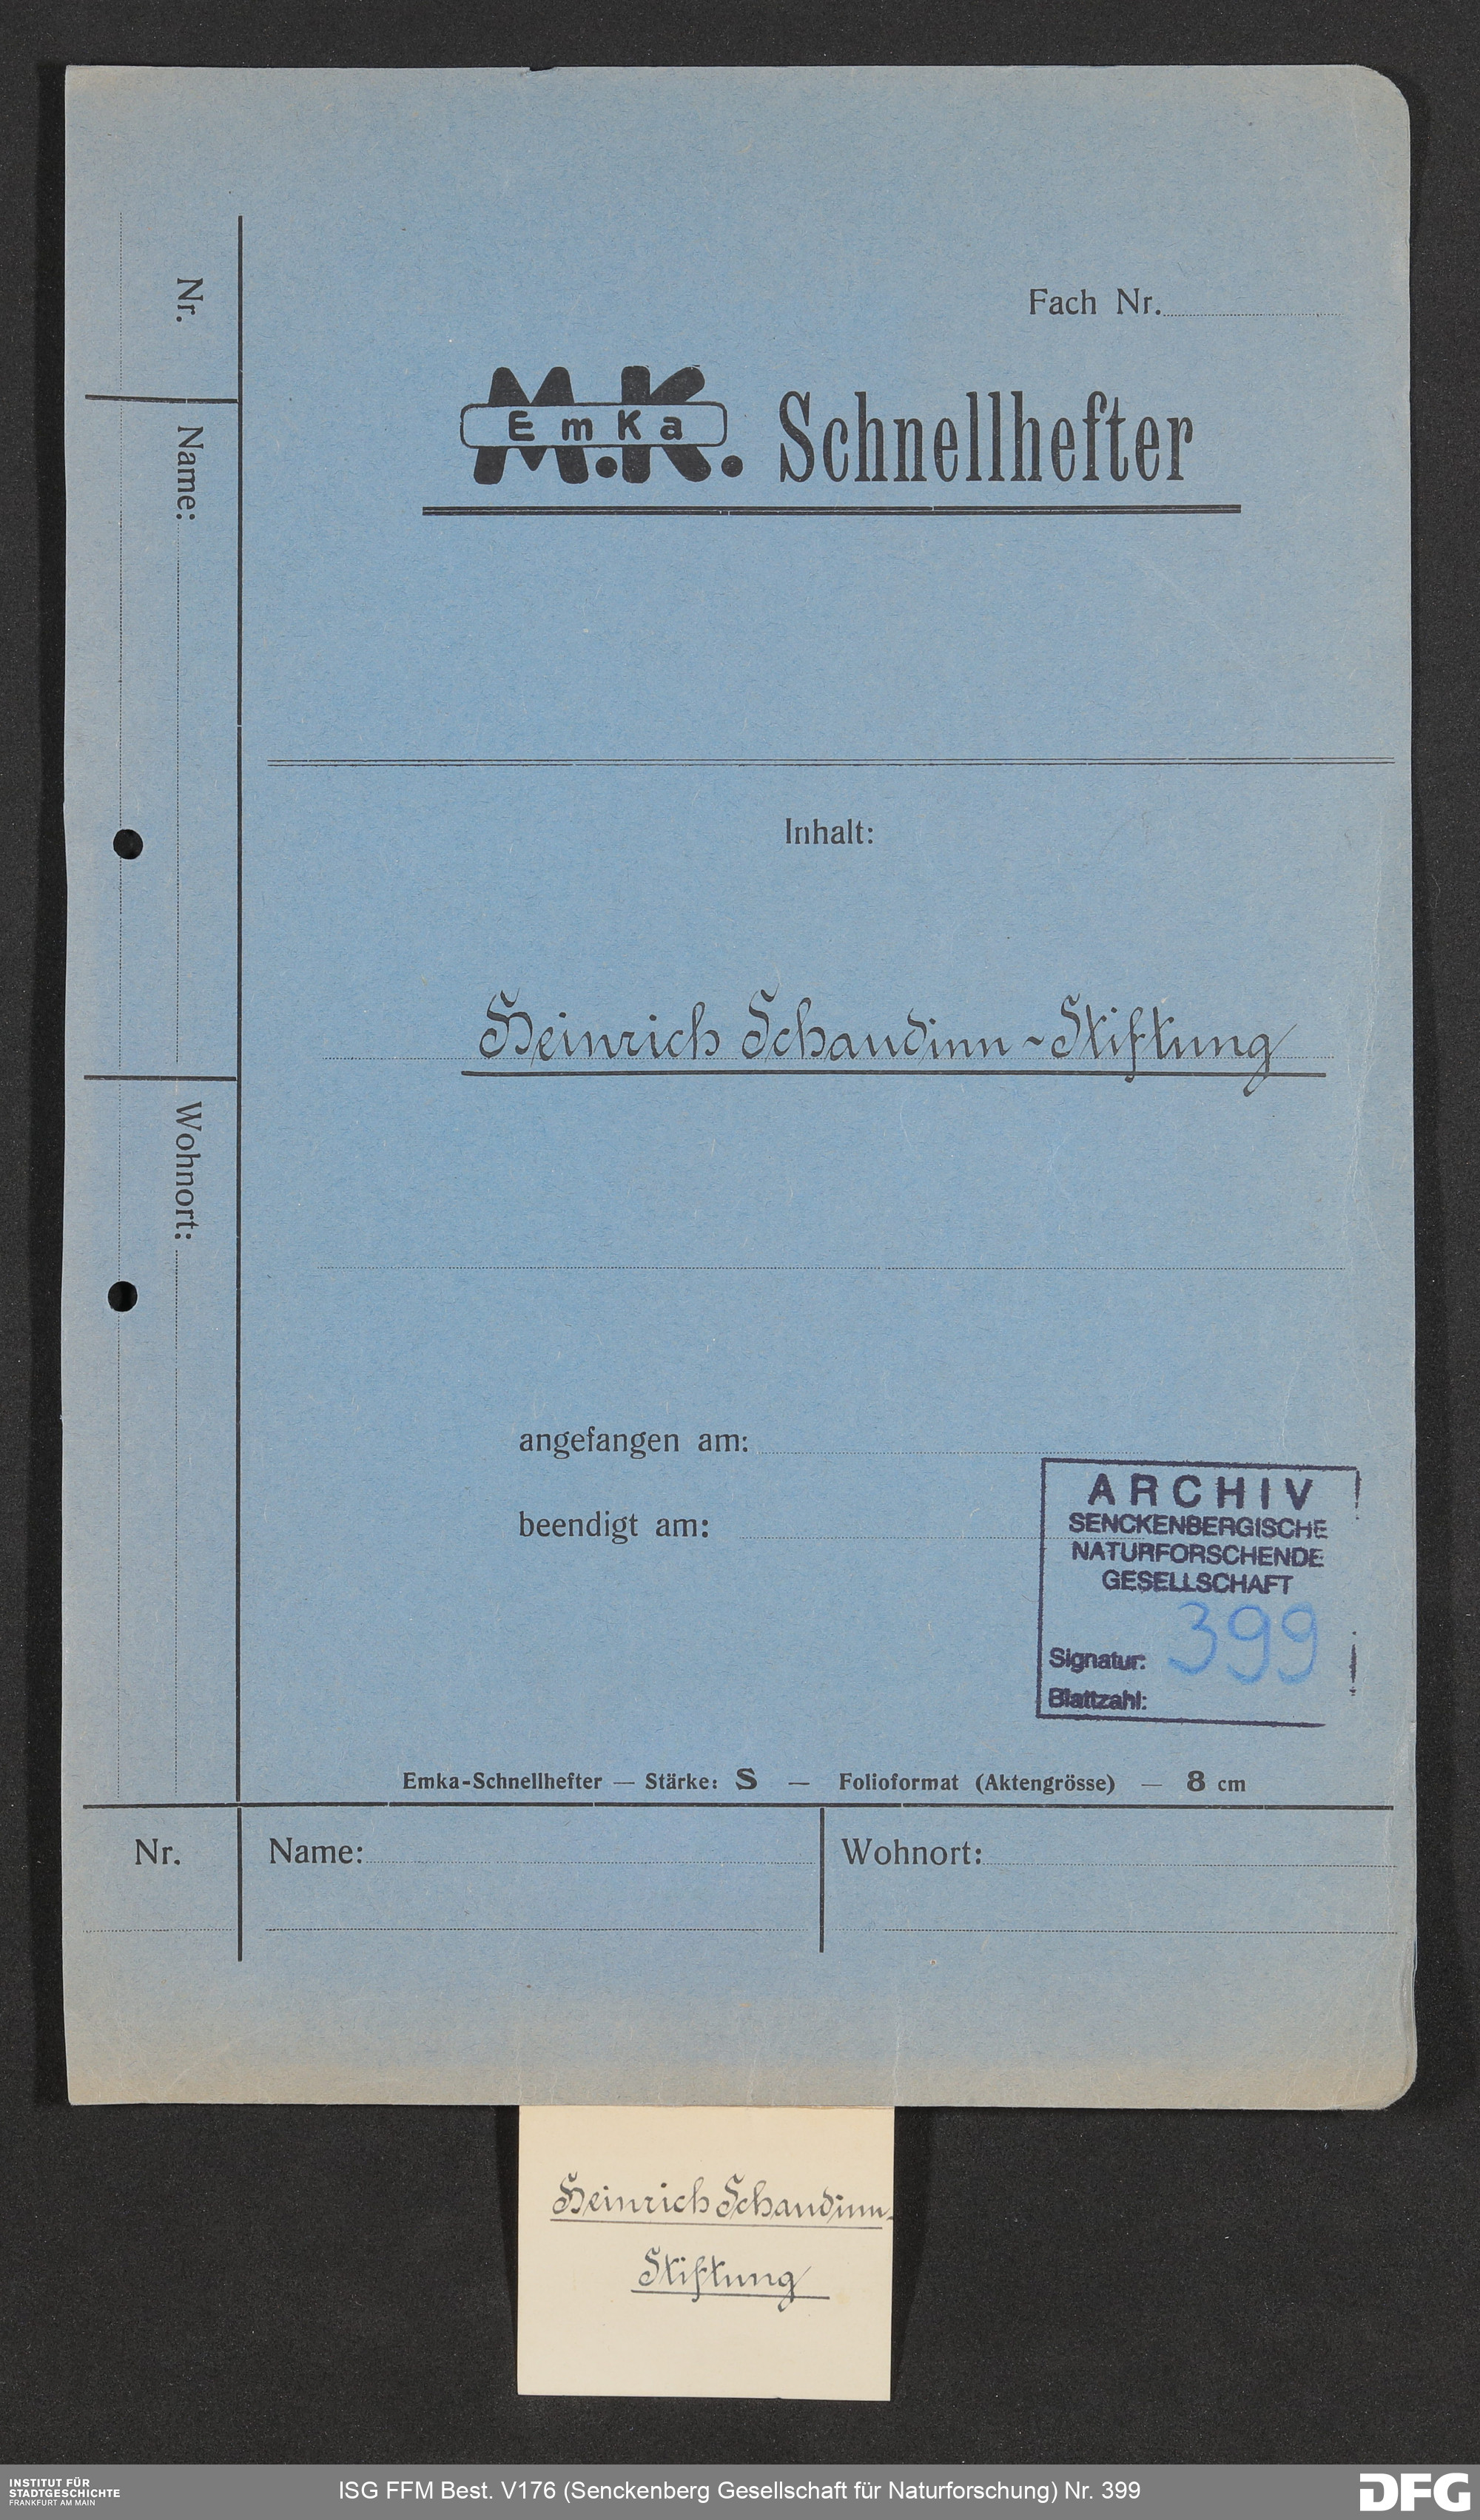 Fach Nr.
M.K. EmKa Schnellhefter
Nr.
Name:
Wohnort:
Inhalt:
Heinrich Schaudinn-Stiftung
angefangen am:
beendigt am:
ARCHIV
SENCKENBERGISCHE
NATURFORSCHENDE
GESELLSCHAFT
Signatur: 399
Blattzahl:
Emka-Schnellhefter — Stärke: S — Folioformat (Aktengrösse) — 8 cm
Nr. Name: Wohnort:
Heinrich Schaudinn-
Stiftung
INSTITUT FÜR
STADTGESCHICHTE
FRANKFURT AM MAIN
ISG FFM Best. V176 (Senckenberg Gesellschaft für Naturforschung) Nr. 399
DFG